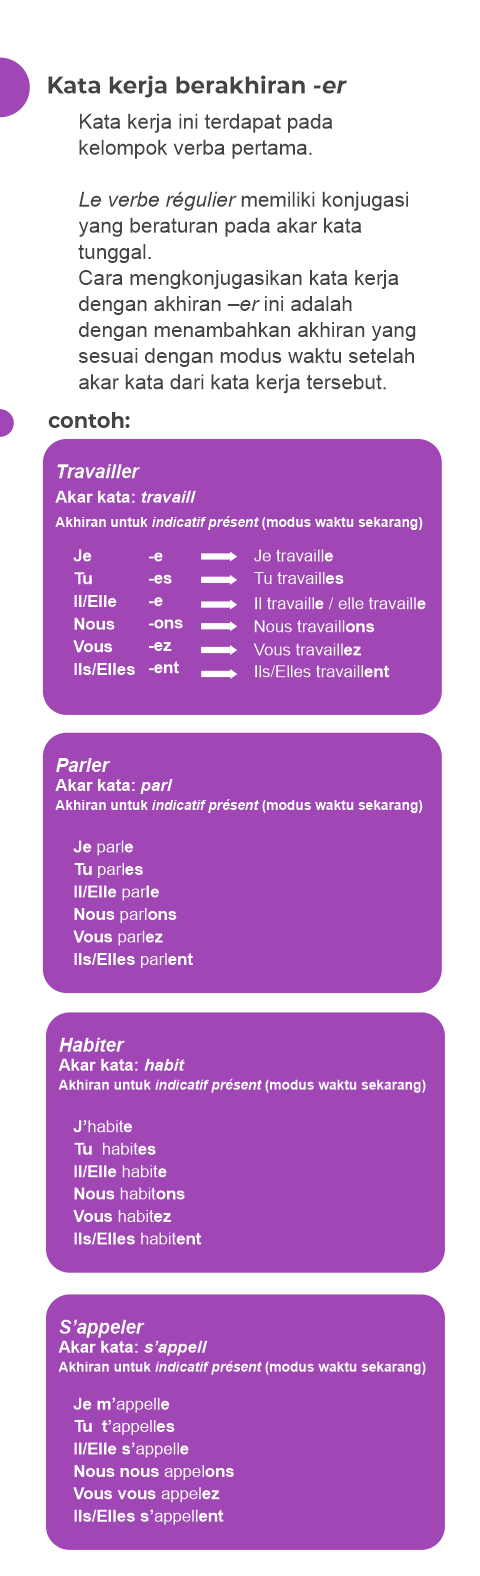 Kata kerja berakhiran -er
Kata kerja ini terdapat pada
kelompok verba pertama.
Le verbe régulier memiliki konjugasi
yang beraturan pada akar kata
tunggal.
Cara mengkonjugasikan kata kerja
dengan akhiran –er ini adalah
dengan menambahkan akhiran yang
sesuai dengan modus waktu setelah
akar kata dari kata kerja tersebut.
contoh:
Travailler
Akar kata: travaill
Akhiran untuk indicatif présent (modus waktu sekarang)
Je -e Je travaille
Tu -es Tu travailles
Il/Elle -e Il travaille / elle travaille
Nous -ons Nous travaillons
Vous -ez Vous travaillez
Ils/Elles -ent Ils/Elles travaillent
Parler
Akar kata: parl
Akhiran untuk indicatif présent (modus waktu sekarang)
Je parle
Tu parles
Il/Elle parle
Nous parlons
Vous parlez
Ils/Elles parlent
Habiter
Akar kata: habit
Akhiran untuk indicatif présent (modus waktu sekarang)
J’habite
Tu habites
Il/Elle habite
Nous habitons
Vous habitez
Ils/Elles habitent
S’appeler
Akar kata: s’appell
Akhiran untuk indicatif présent (modus waktu sekarang)
Je m’appelle
Tu t’appelles
Il/Elle s’appelle
Nous nous appelons
Vous vous appelez
Ils/Elles s’appellent